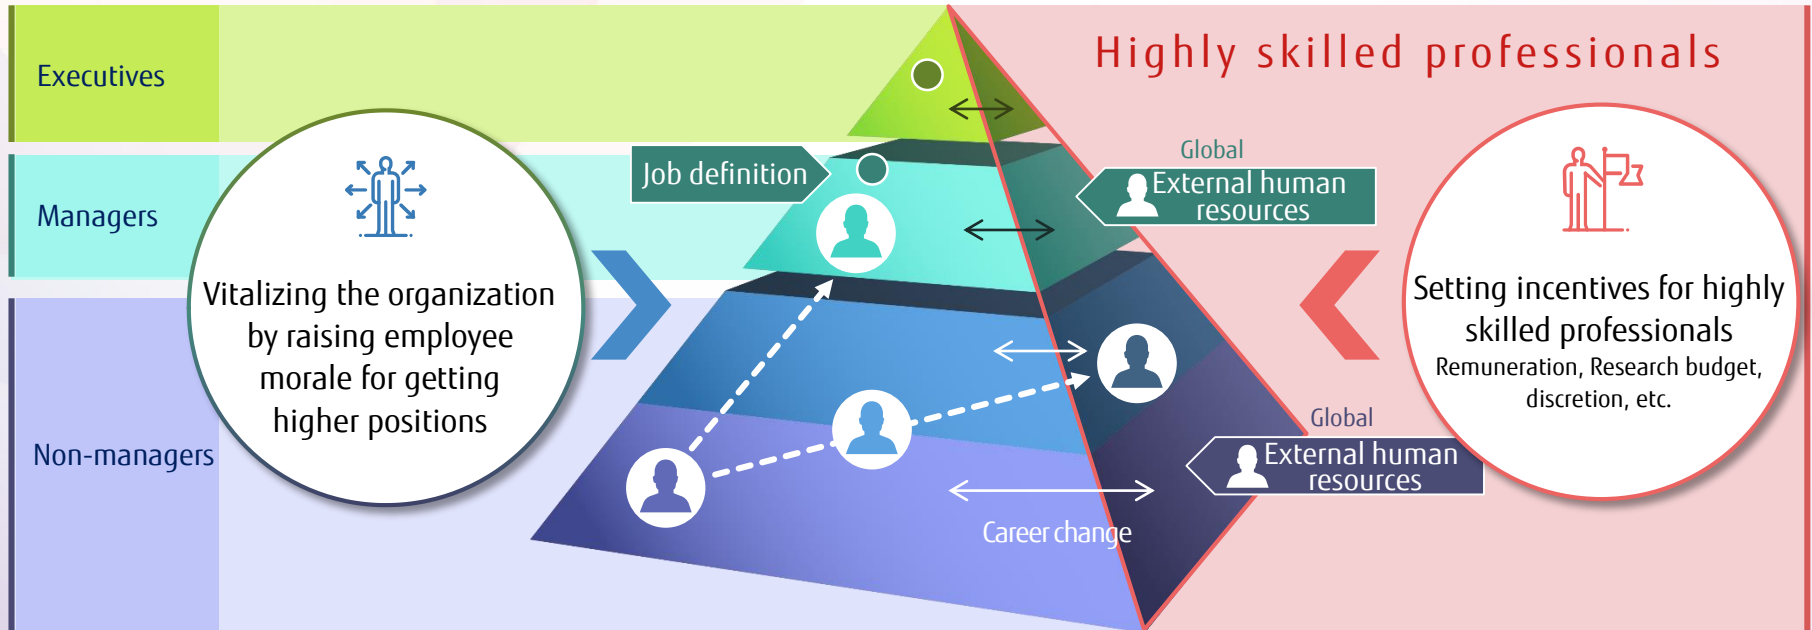 Executives
Managers
Non-managers
Vitalizing the organization
by raising employee
morale for getting
higher positions
Job definition
Career change
Highly skilled professionals
Global
External human
resources
Global
External human
resources
Setting incentives for highly
skilled professionals
Remuneration, Research budget,
discretion, etc.